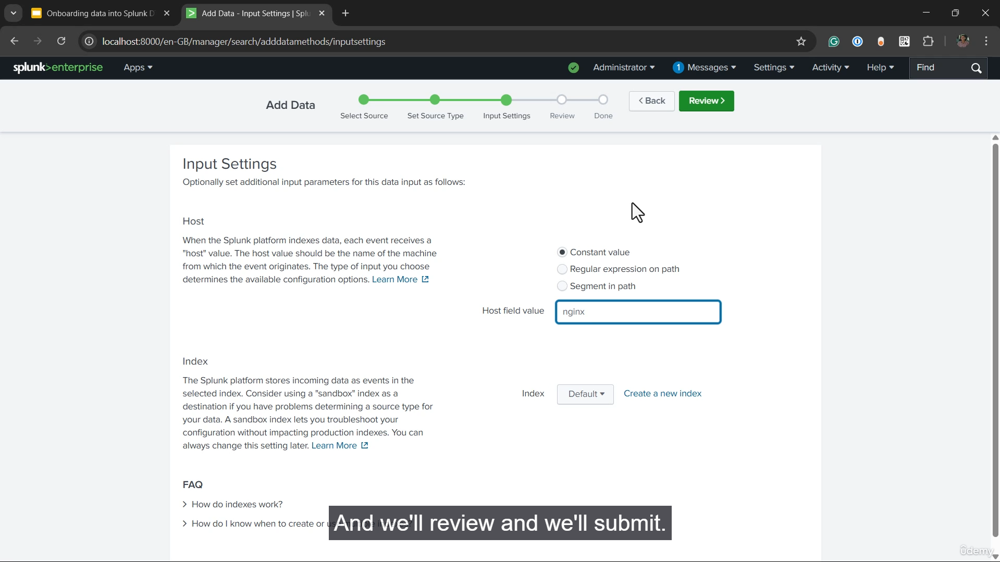 Onboarding data into Splunk D
Add Data - Input Settings | Splu
localhost:8000/en-GB/manager/search/adddatamethods/inputsettings
splunk>enterprise
Apps
Administrator
1 Messages
Settings
Activity
Help
Find
Add Data
Select Source
Set Source Type
Input Settings
Review
Done
< Back
Review >
Input Settings
Optionally set additional input parameters for this data input as follows:
Host
When the Splunk platform indexes data, each event receives a
"host" value. The host value should be the name of the machine
from which the event originates. The type of input you choose
determines the available configuration options. Learn More
Constant value
Regular expression on path
Segment in path
Host field value
nginx
Index
The Splunk platform stores incoming data as events in the
selected index. Consider using a "sandbox" index as a
destination if you have problems determining a source type for
your data. A sandbox index lets you troubleshoot your
configuration without impacting production indexes. You can
always change this setting later. Learn More
Index
Default
Create a new index
FAQ
> How do indexes work?
> How do I know when to create or use multiple indexes?
And we'll review and we'll submit.
ûdemy